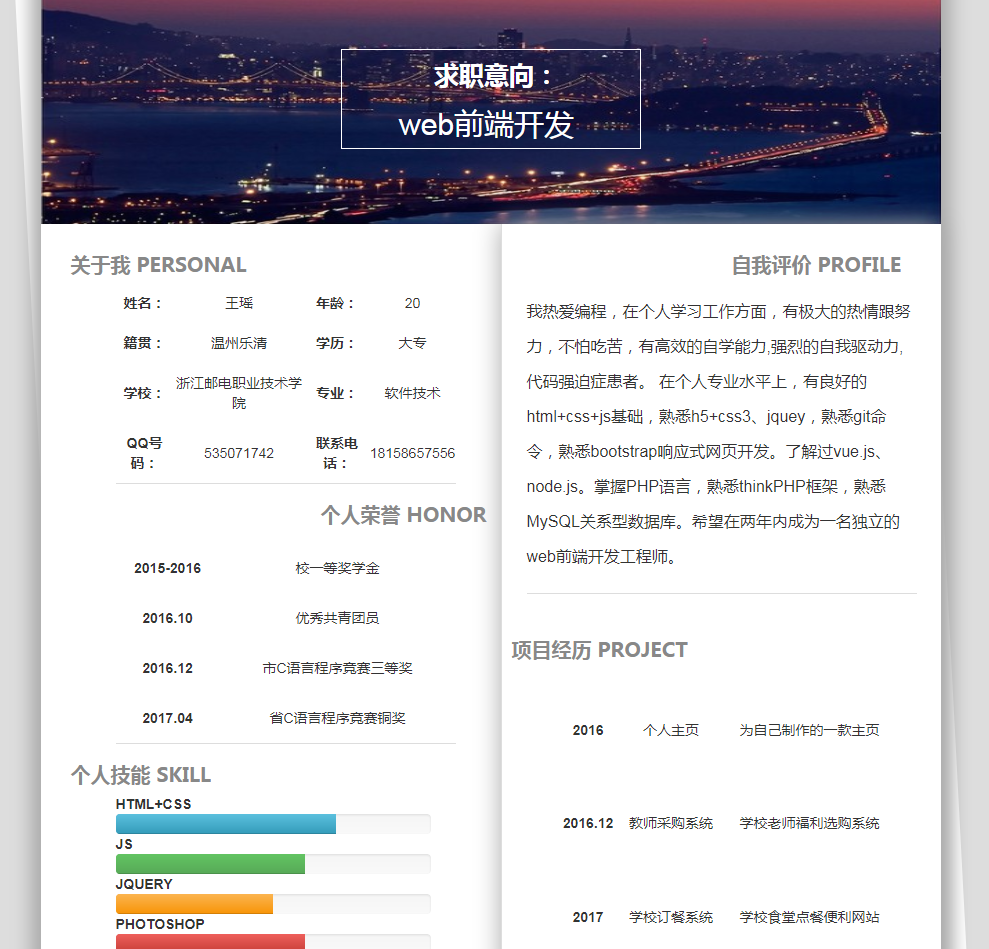 求职意向：
web前端开发
关于我 PERSONAL
姓名： 王瑶 年龄： 20
籍贯： 温州乐清 学历： 大专
学校： 浙江邮电职业技术学院 专业： 软件技术
QQ号码： 535071742 联系电话： 18158657556
个人荣誉 HONOR
2015-2016 校一等奖学金
2016.10 优秀共青团员
2016.12 市C语言程序竞赛三等奖
2017.04 省C语言程序竞赛铜奖
个人技能 SKILL
HTML+CSS
JS
JQUERY
PHOTOSHOP
自我评价 PROFILE
我热爱编程，在个人学习工作方面，有极大的热情跟努
力，不怕吃苦，有高效的自学能力,强烈的自我驱动力,
代码强迫症患者。 在个人专业水平上，有良好的
html+css+js基础，熟悉h5+css3、jquey，熟悉git命
令，熟悉bootstrap响应式网页开发。了解过vue.js、
node.js。掌握PHP语言，熟悉thinkPHP框架，熟悉
MySQL关系型数据库。希望在两年内成为一名独立的
web前端开发工程师。
项目经历 PROJECT
2016 个人主页 为自己制作的一款主页
2016.12 教师采购系统 学校老师福利选购系统
2017 学校订餐系统 学校食堂点餐便利网站